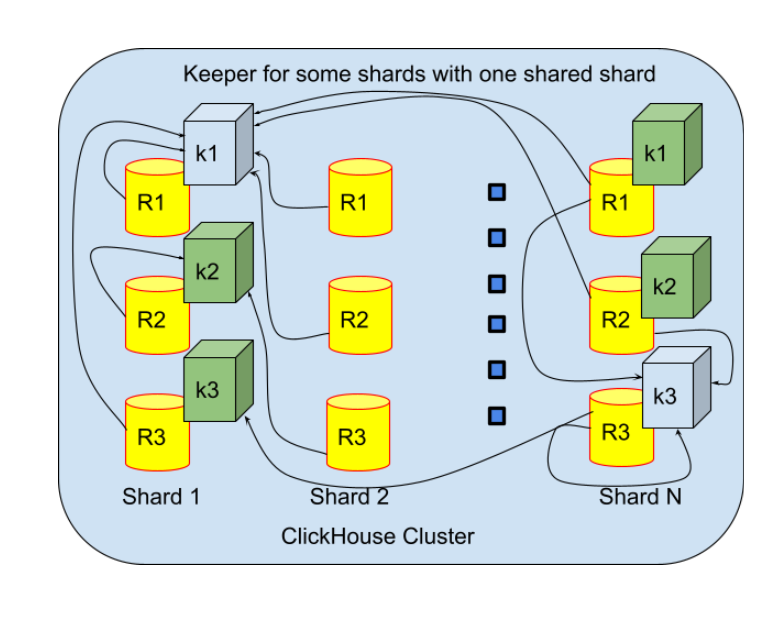 Keeper for some shards with one shared shard
k1
R1
k2
R2
k3
R3
Shard 1
R1
R2
R3
Shard 2
k1
R1
k2
R2
k3
R3
Shard N
ClickHouse Cluster